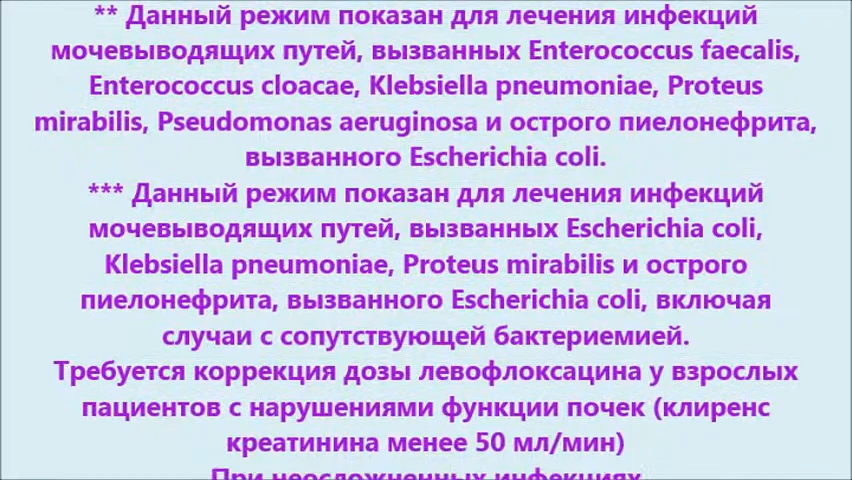 ** Данный режим показан для лечения инфекций
мочевыводящих путей, вызванных Enterococcus faecalis,
Enterococcus cloacae, Klebsiella pneumoniae, Proteus
mirabilis, Pseudomonas aeruginosa и острого пиелонефрита,
вызванного Escherichia coli.
*** Данный режим показан для лечения инфекций
мочевыводящих путей, вызванных Escherichia coli,
Klebsiella pneumoniae, Proteus mirabilis и острого
пиелонефрита, вызванного Escherichia coli, включая
случаи с сопутствующей бактериемией.
Требуется коррекция дозы левофлоксацина у взрослых
пациентов с нарушениями функции почек (клиренс
креатинина менее 50 мл/мин)
При неосложненных инфекциях